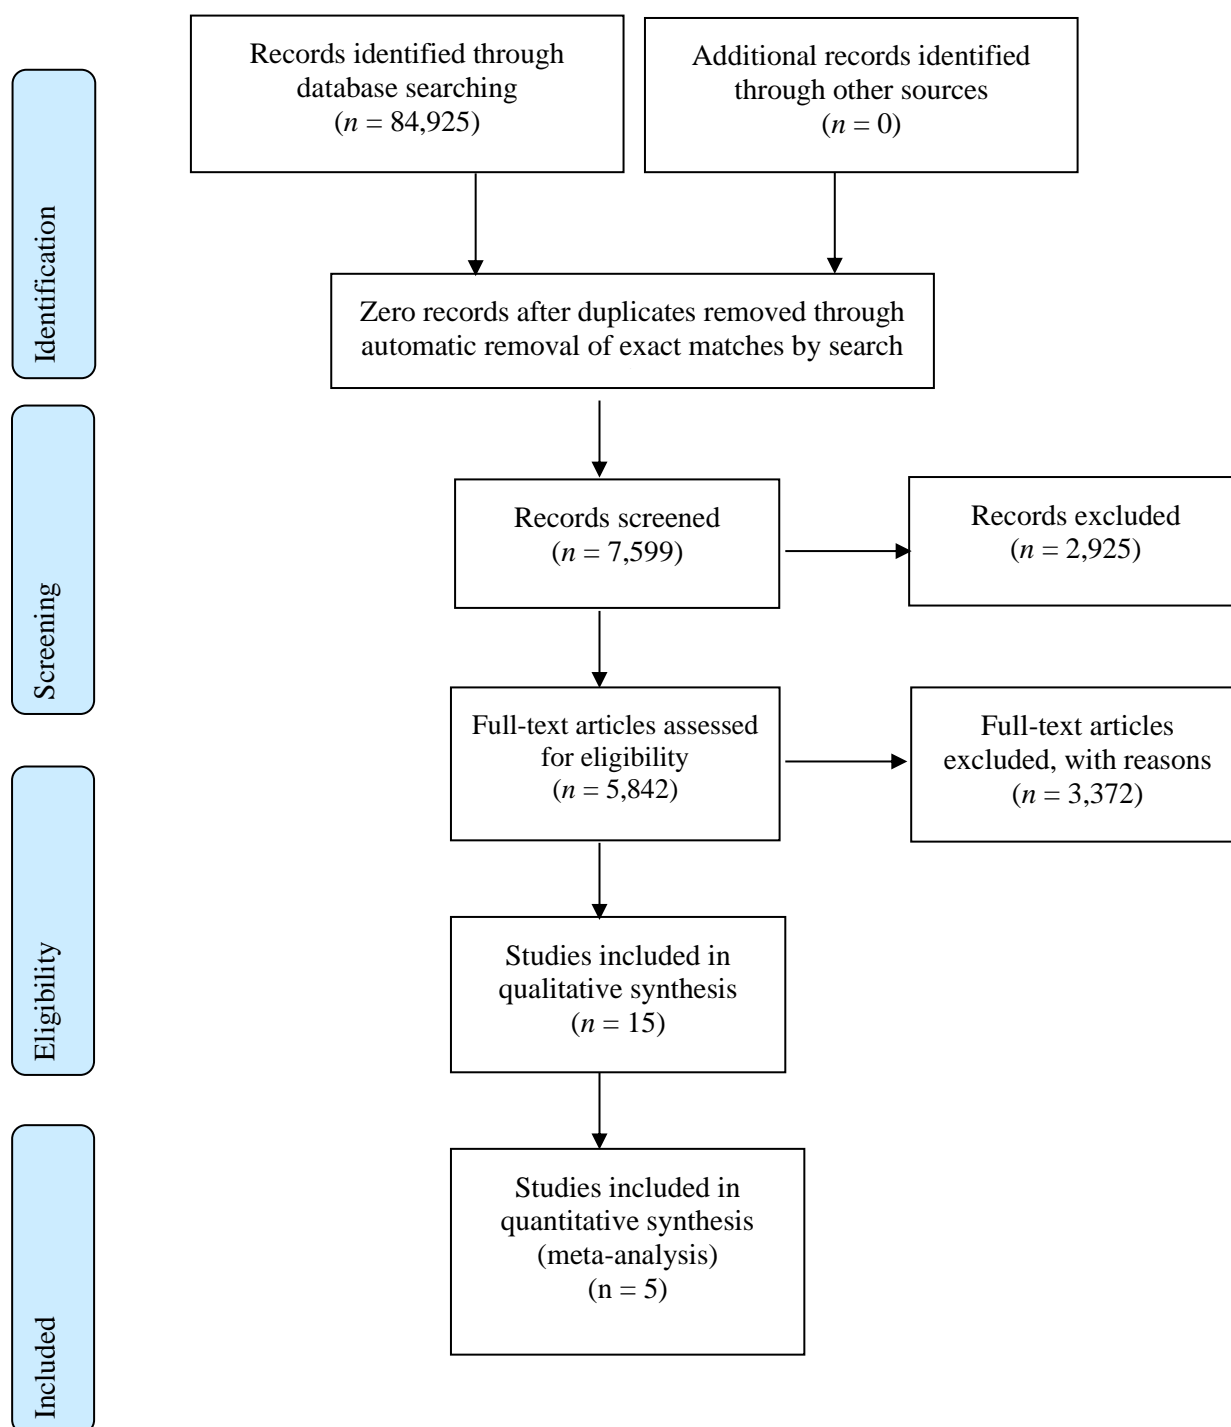 Records identified through
database searching
(n = 84,925)
Additional records identified
through other sources
(n = 0)
Identification
Zero records after duplicates removed through
automatic removal of exact matches by search
Screening
Records screened
(n = 7,599)
Records excluded
(n = 2,925)
Full-text articles assessed
for eligibility
(n = 5,842)
Full-text articles
excluded, with reasons
(n = 3,372)
Eligibility
Studies included in
qualitative synthesis
(n = 15)
Included
Studies included in
quantitative synthesis
(meta-analysis)
(n = 5)